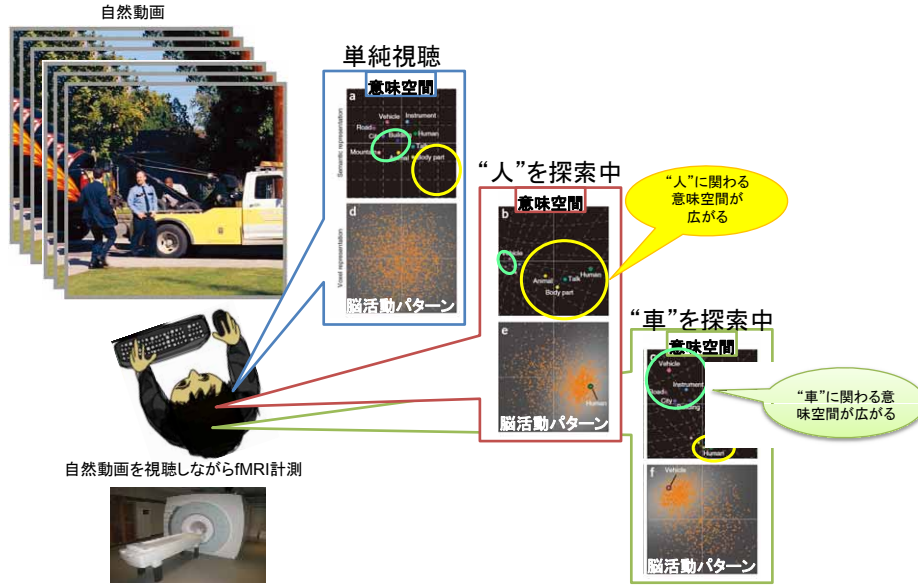 自然動画
単純視聴
意味空間
a
Semantic representation
Vehicle
Instrument
Road
City
Building
Human
Talk
Mountain
Animal
Body part
d
Voxel representation
脳活動パターン
“人”を探索中
意味空間
b
Vehicle
Animal
Talk
Human
Body part
“人”に関わる
意味空間が
広がる
e
Human
脳活動パターン
“車”を探索中
意味空間
c
Vehicle
Instrument
Road
City
Building
Human
“車”に関わる意
味空間が広がる
f
Vehicle
脳活動パターン
自然動画を視聴しながらfMRI計測